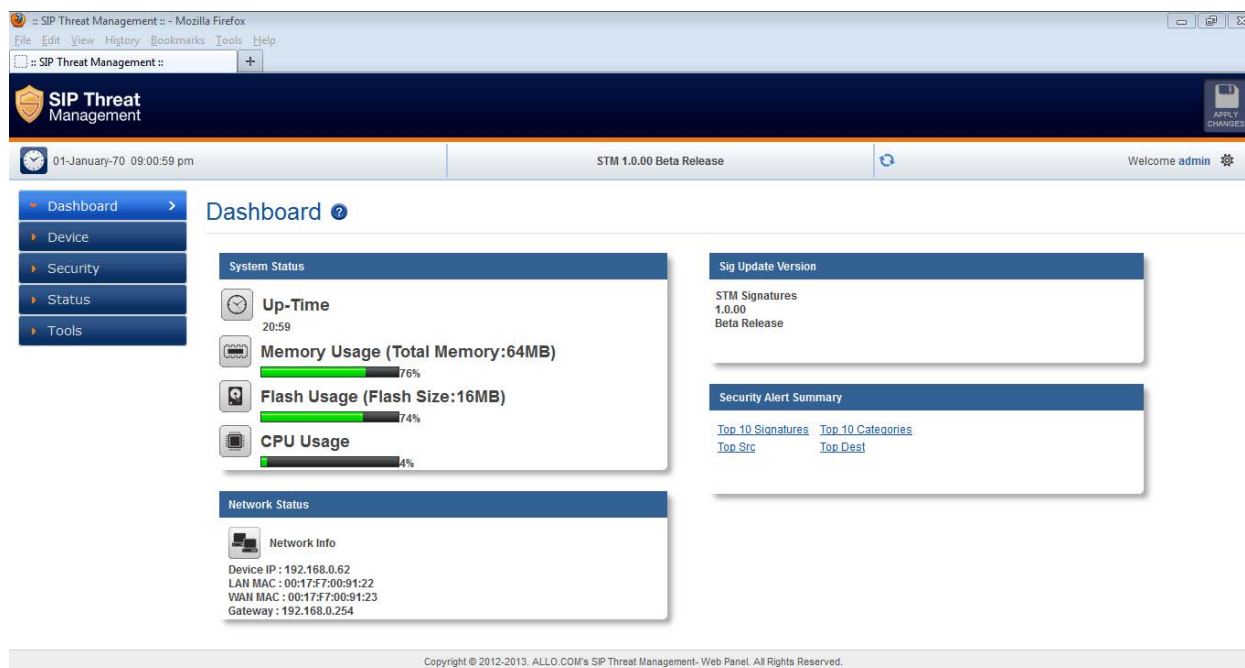 :: SIP Threat Management :: - Mozilla Firefox
File Edit View History Bookmarks Tools Help
:: SIP Threat Management ::
+
SIP Threat
Management
APPLY
CHANGES
01-January-70 09:00:59 pm
STM 1.0.00 Beta Release
Welcome admin
Dashboard
Device
Security
Status
Tools
Dashboard ?
System Status
Up-Time
20:59
Memory Usage (Total Memory:64MB)
76%
Flash Usage (Flash Size:16MB)
74%
CPU Usage
4%
Network Status
Network Info
Device IP : 192.168.0.62
LAN MAC : 00:17:F7:00:91:22
WAN MAC : 00:17:F7:00:91:23
Gateway : 192.168.0.254
Sig Update Version
STM Signatures
1.0.00
Beta Release
Security Alert Summary
Top 10 Signatures Top 10 Categories
Top Src Top Dest
Copyright © 2012-2013. ALLO.COM's SIP Threat Management- Web Panel. All Rights Reserved.